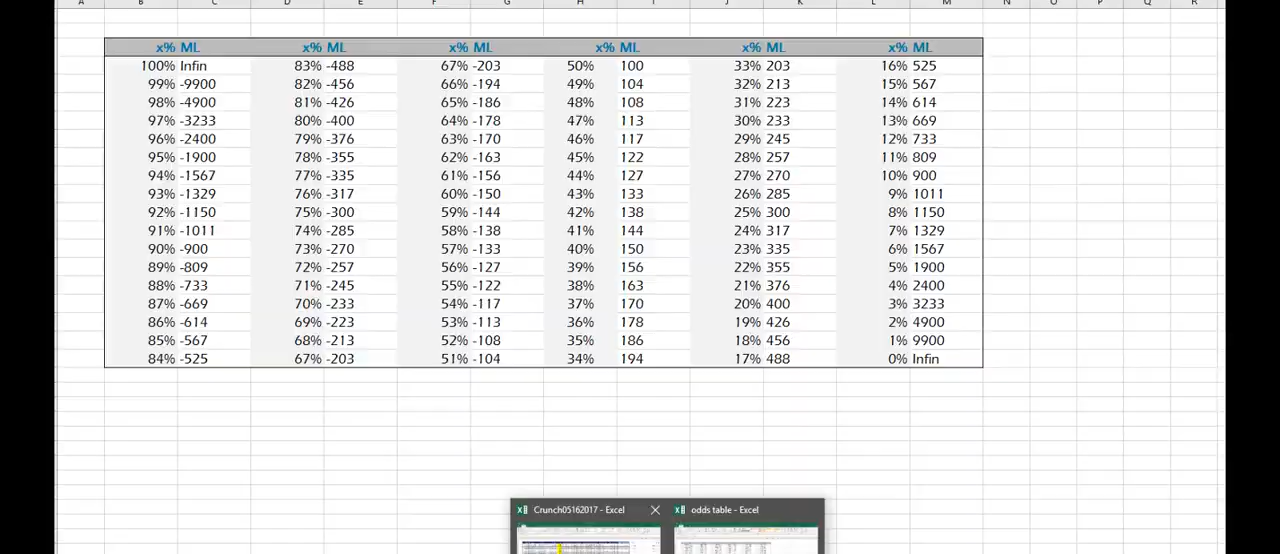 A B C D E F G H I J K L M N O P Q R
x% ML x% ML x% ML x% ML x% ML x% ML
100% Infin 83% -488 67% -203 50% 100 33% 203 16% 525
99% -9900 82% -456 66% -194 49% 104 32% 213 15% 567
98% -4900 81% -426 65% -186 48% 108 31% 223 14% 614
97% -3233 80% -400 64% -178 47% 113 30% 233 13% 669
96% -2400 79% -376 63% -170 46% 117 29% 245 12% 733
95% -1900 78% -355 62% -163 45% 122 28% 257 11% 809
94% -1567 77% -335 61% -156 44% 127 27% 270 10% 900
93% -1329 76% -317 60% -150 43% 133 26% 285 9% 1011
92% -1150 75% -300 59% -144 42% 138 25% 300 8% 1150
91% -1011 74% -285 58% -138 41% 144 24% 317 7% 1329
90% -900 73% -270 57% -133 40% 150 23% 335 6% 1567
89% -809 72% -257 56% -127 39% 156 22% 355 5% 1900
88% -733 71% -245 55% -122 38% 163 21% 376 4% 2400
87% -669 70% -233 54% -117 37% 170 20% 400 3% 3233
86% -614 69% -223 53% -113 36% 178 19% 426 2% 4900
85% -567 68% -213 52% -108 35% 186 18% 456 1% 9900
84% -525 67% -203 51% -104 34% 194 17% 488 0% Infin
Crunch05162017 - Excel odds table - Excel